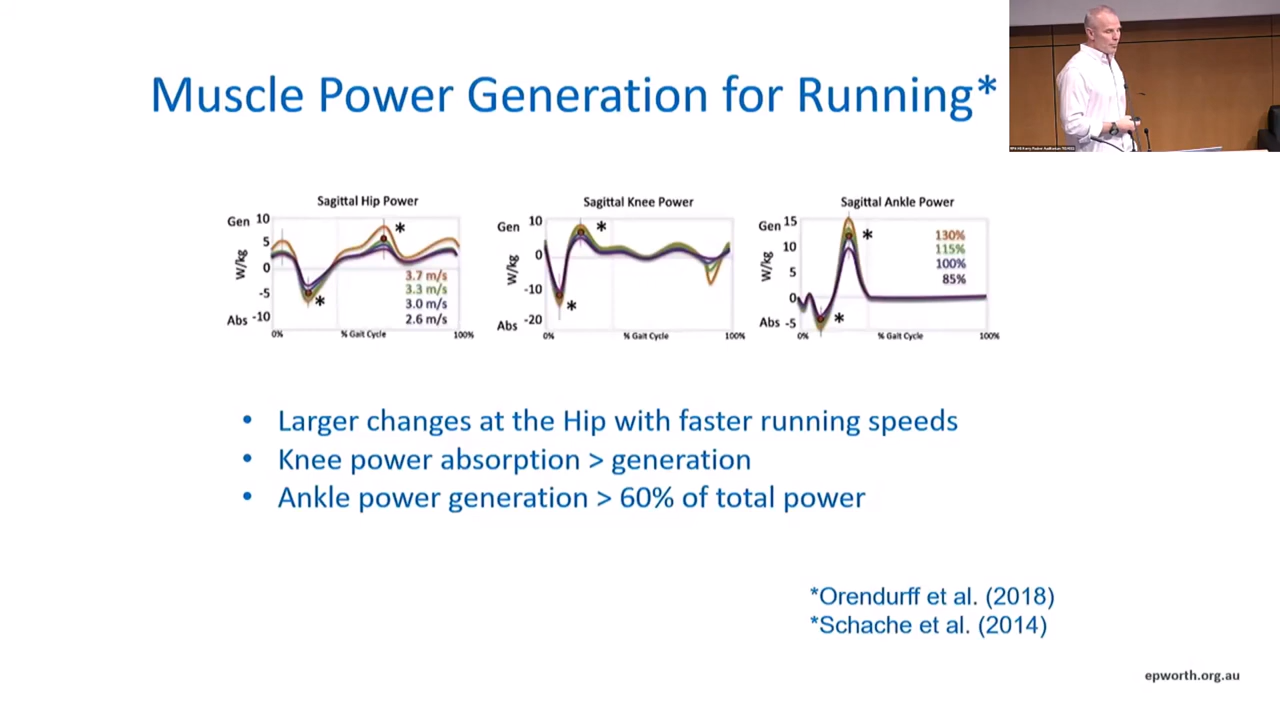 Muscle Power Generation for Running*
Sagittal Hip Power
Gen 10
5
0
-5
Abs -10
W/kg
*
*
3.7 m/s
3.3 m/s
3.0 m/s
2.6 m/s
0%
% Gait Cycle
100%
Sagittal Knee Power
Gen 10
0
-10
Abs -20
W/kg
*
*
0%
% Gait Cycle
100%
Sagittal Ankle Power
Gen 15
10
5
0
Abs -5
W/kg
*
*
130%
115%
100%
85%
0%
% Gait Cycle
100%
• Larger changes at the Hip with faster running speeds
• Knee power absorption > generation
• Ankle power generation > 60% of total power
*Orendurff et al. (2018)
*Schache et al. (2014)
epworth.org.au